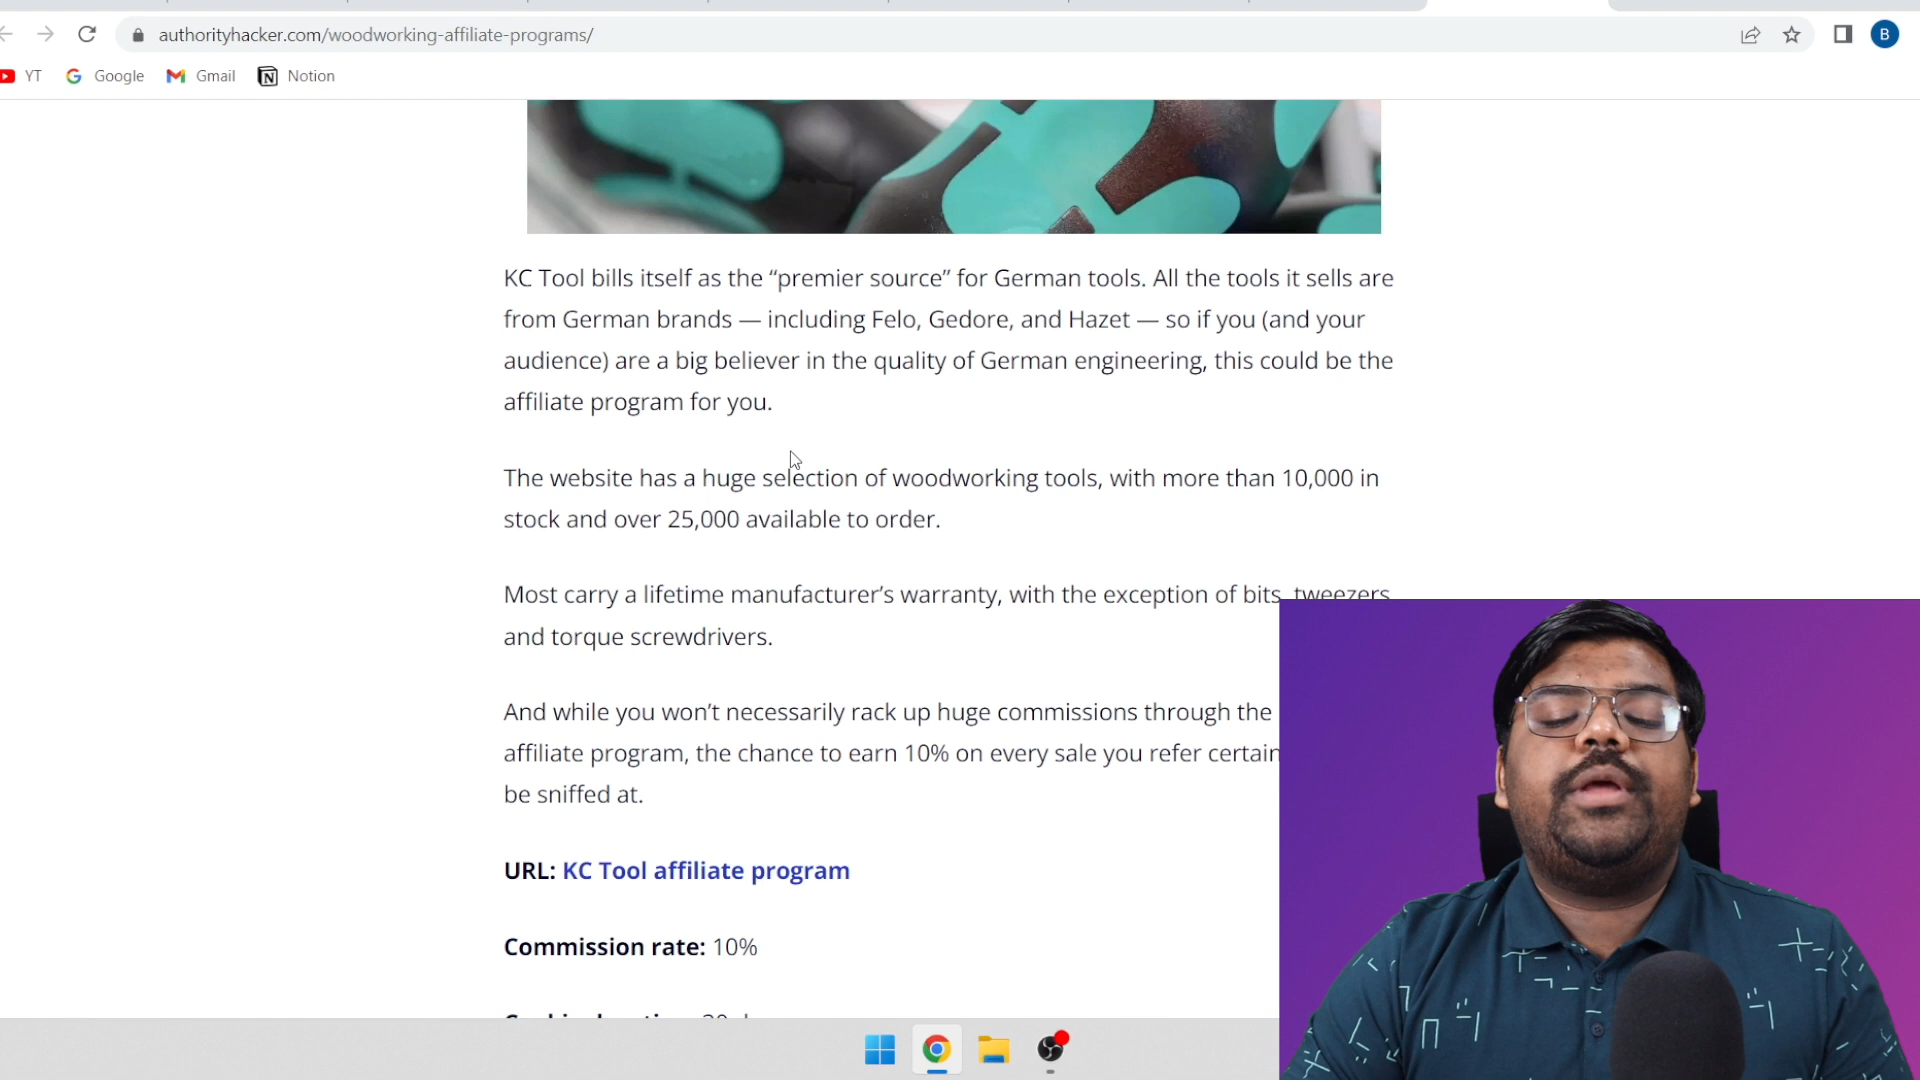 authorityhacker.com/woodworking-affiliate-programs/
B
YT Google Gmail Notion
KC Tool bills itself as the “premier source” for German tools. All the tools it sells are
from German brands — including Felo, Gedore, and Hazet — so if you (and your
audience) are a big believer in the quality of German engineering, this could be the
affiliate program for you.
The website has a huge selection of woodworking tools, with more than 10,000 in
stock and over 25,000 available to order.
Most carry a lifetime manufacturer’s warranty, with the exception of bits, tweezers
and torque screwdrivers.
And while you won’t necessarily rack up huge commissions through the
affiliate program, the chance to earn 10% on every sale you refer certain
be sniffed at.
URL: KC Tool affiliate program
Commission rate: 10%